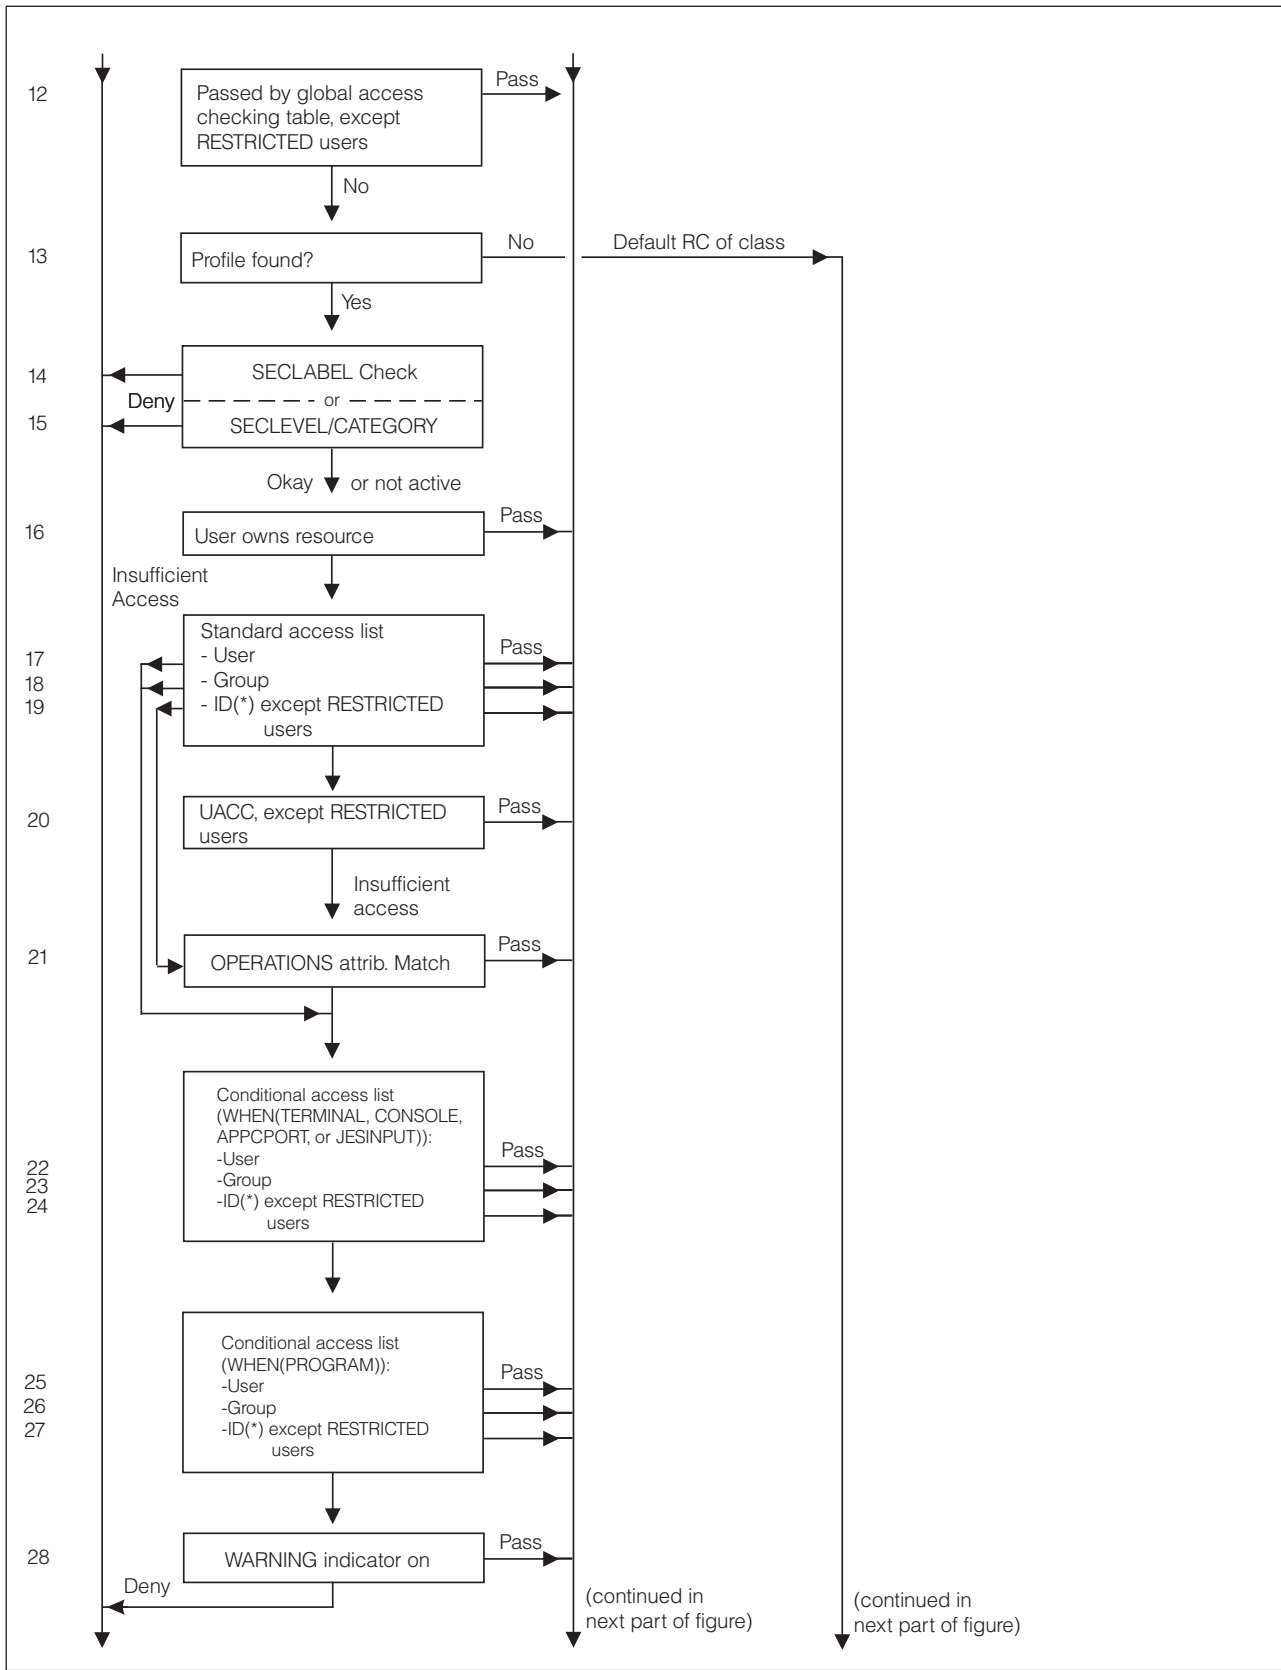 12
Passed by global access
checking table, except
RESTRICTED users
Pass
No
13
Profile found?
No
Default RC of class
Yes
14
SECLABEL Check
Deny
or
15
SECLEVEL/CATEGORY
Okay
or not active
16
User owns resource
Pass
Insufficient
Access
Standard access list
17
- User
Pass
18
- Group
19
- ID(*) except RESTRICTED
users
20
UACC, except RESTRICTED
users
Pass
Insufficient
access
21
OPERATIONS attrib. Match
Pass
Conditional access list
(WHEN(TERMINAL, CONSOLE,
APPCPORT, or JESINPUT)):
22
-User
Pass
23
-Group
24
-ID(*) except RESTRICTED
users
Conditional access list
(WHEN(PROGRAM)):
25
-User
Pass
26
-Group
27
-ID(*) except RESTRICTED
users
28
WARNING indicator on
Pass
Deny
(continued in
next part of figure)
(continued in
next part of figure)